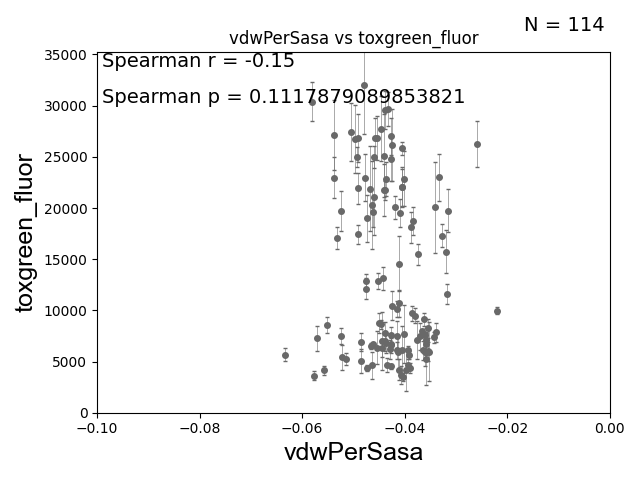 N = 114
vdwPerSasa vs toxgreen_fluor
Spearman r = -0.15
Spearman p = 0.1117879089853821
35000
30000
25000
20000
15000
10000
5000
0
toxgreen_fluor
−0.10 −0.08 −0.06 −0.04 −0.02 0.00
vdwPerSasa